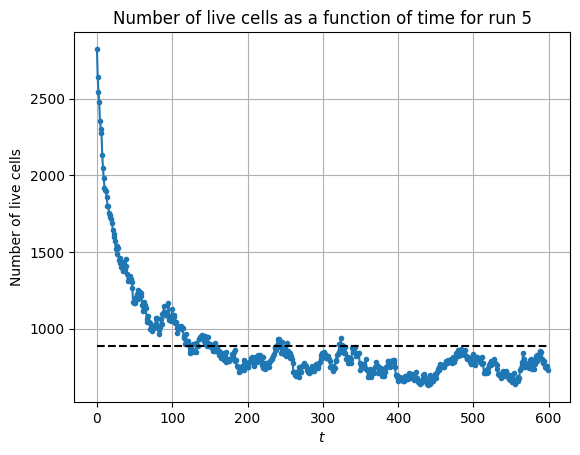 Number of live cells as a function of time for run 5
Number of live cells
2500
2000
1500
1000
0 100 200 300 400 500 600
t